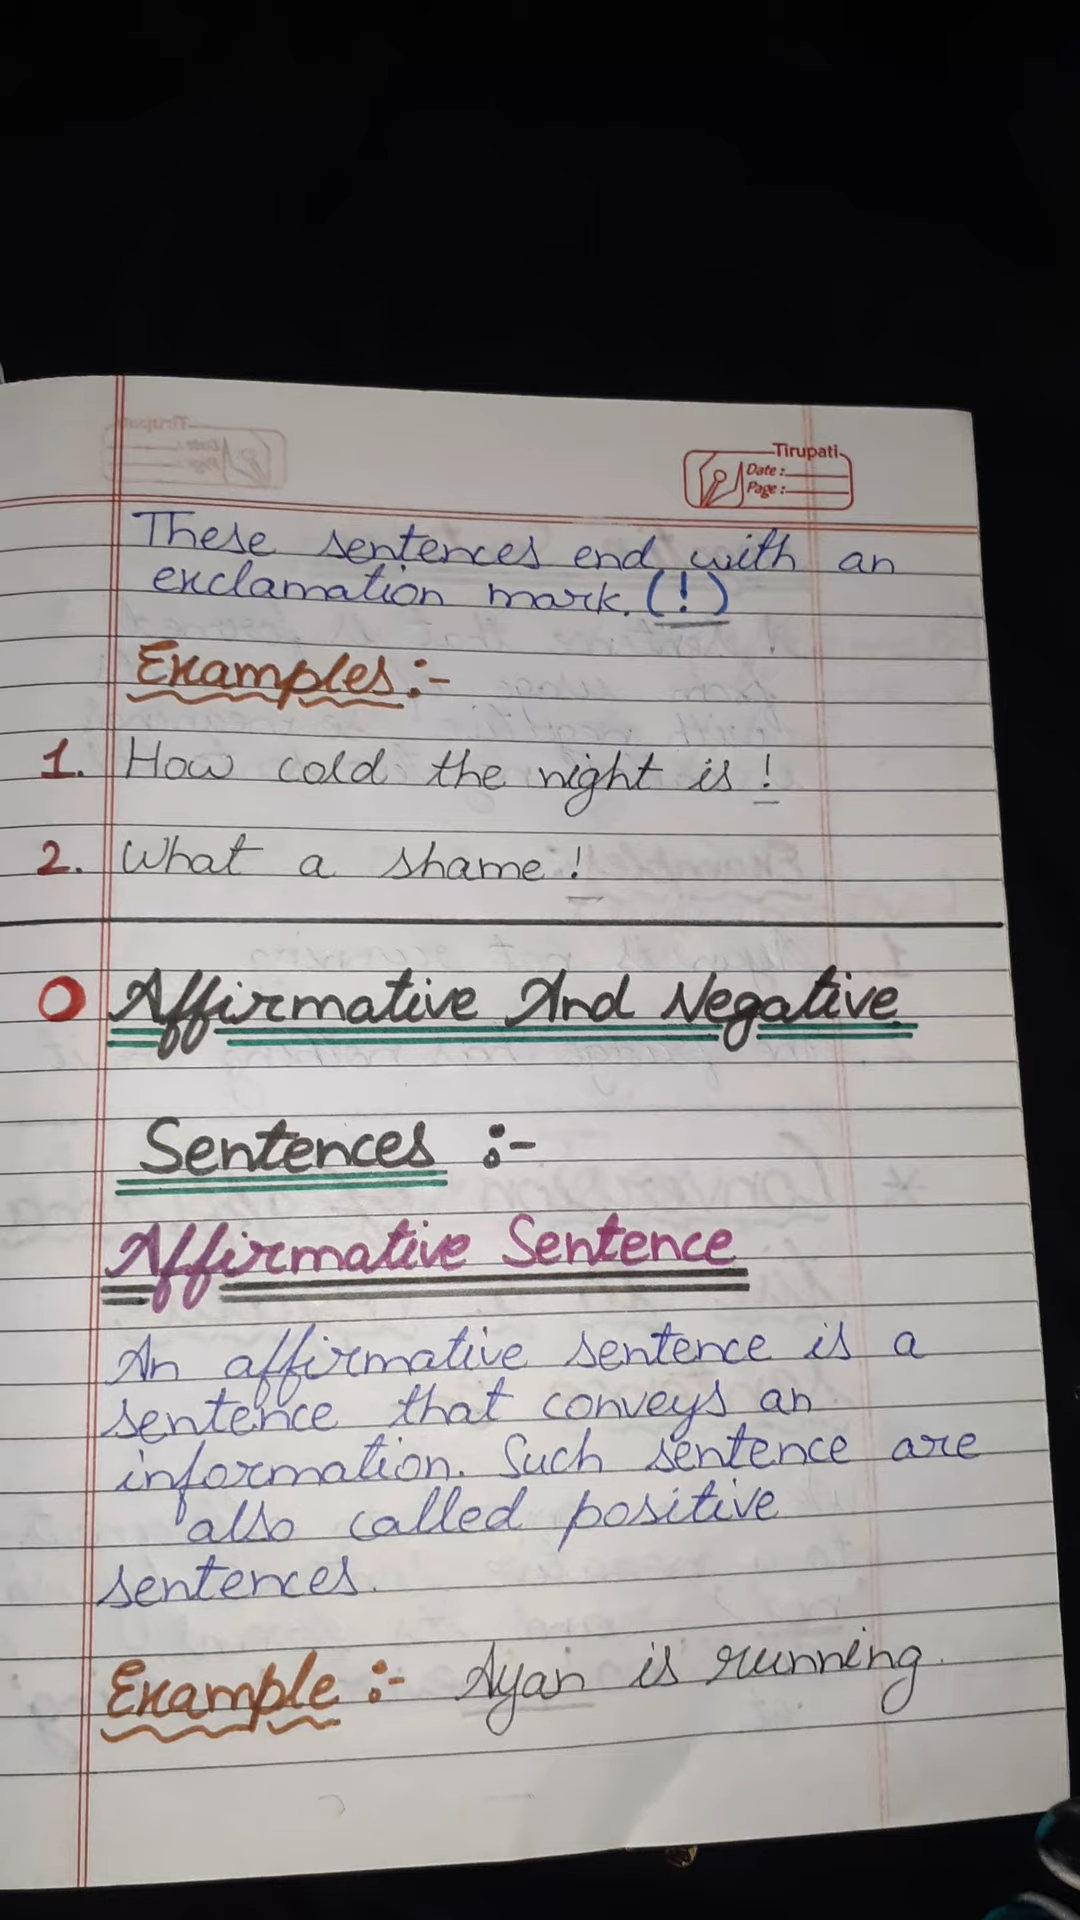 Tirupati
Date :
Page :
These sentences end with an
exclamation mark. (!)
Examples :-
1. How cold the night is !
2. What a shame !
Affirmative And Negative
Sentences :-
Affirmative Sentence
An affirmative sentence is a
sentence that conveys an
information. Such sentence are
also called positive
sentences.
Example :- Ayan is running.